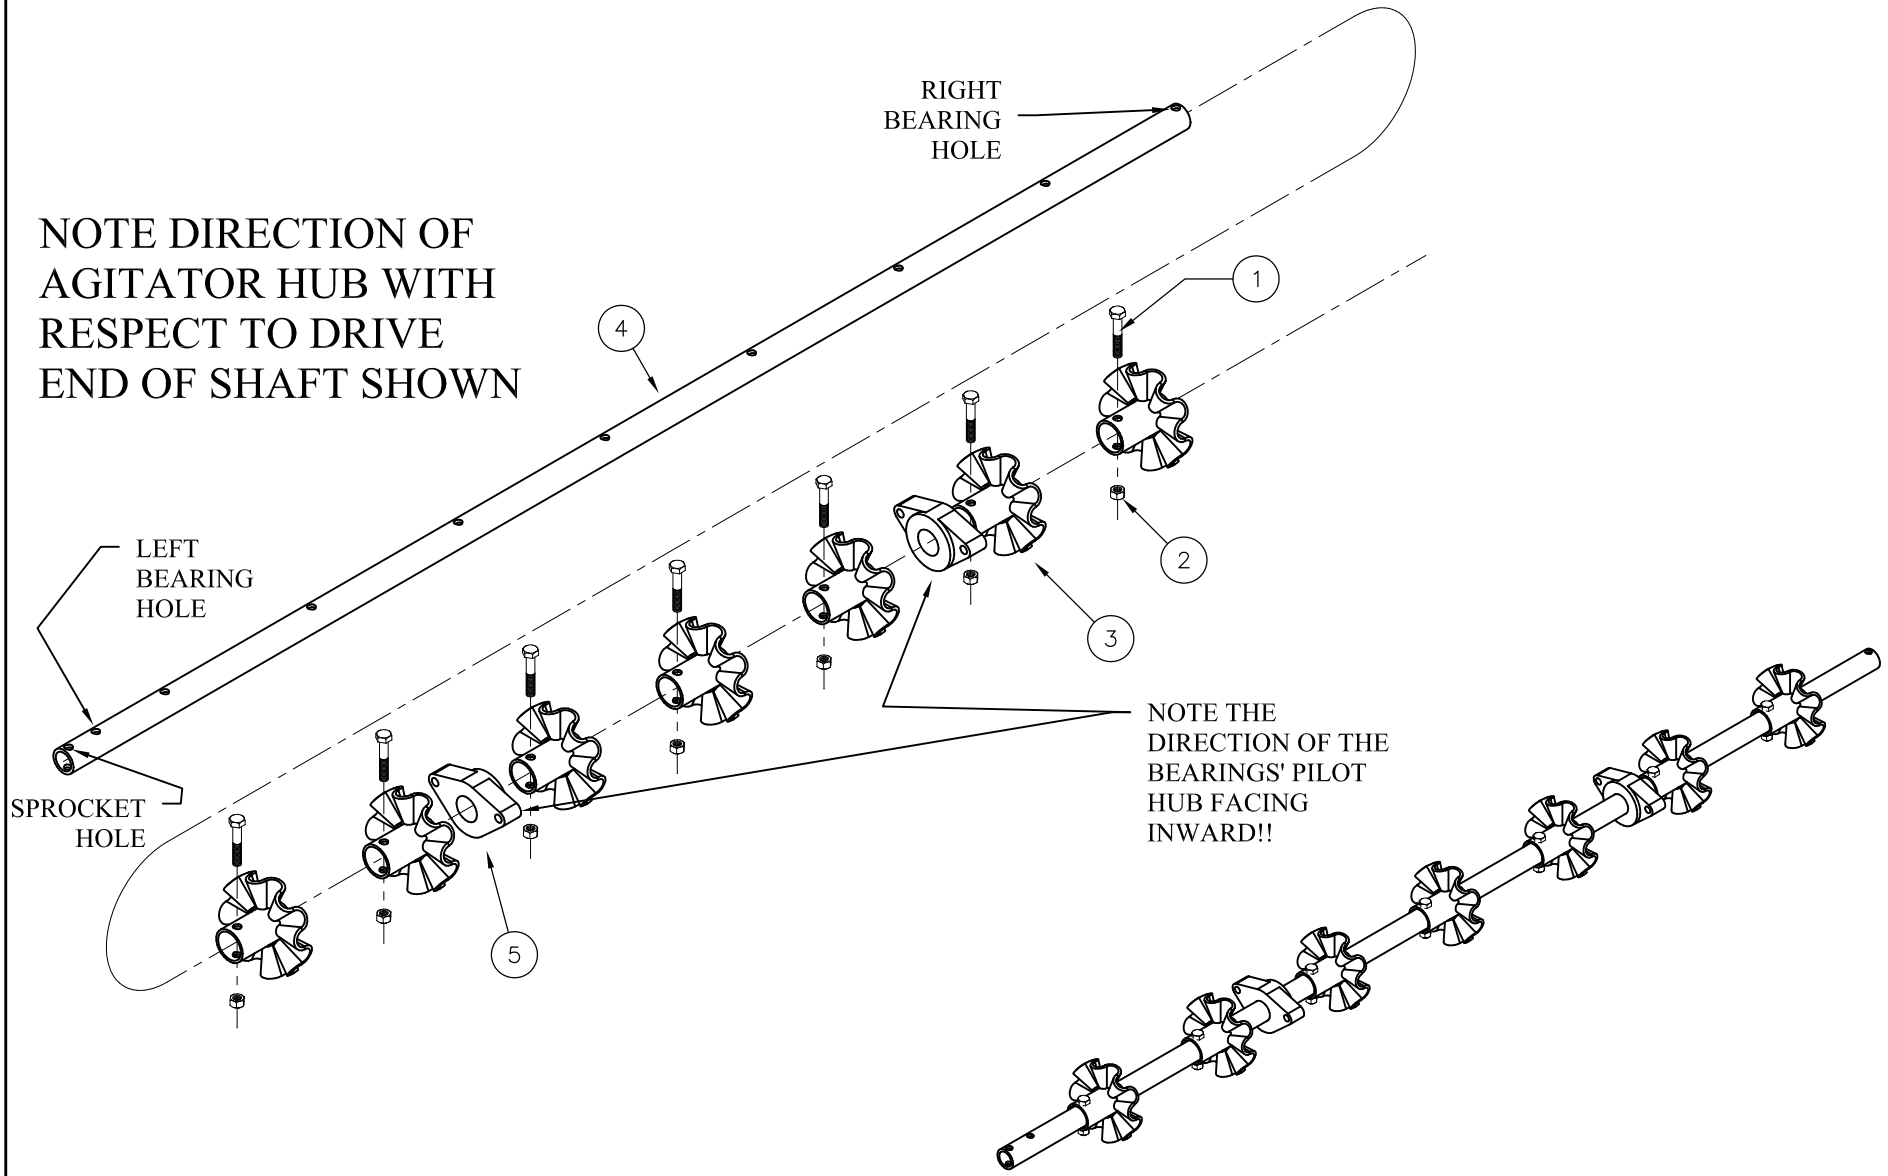 RIGHT
BEARING
HOLE
NOTE DIRECTION OF
AGITATOR HUB WITH
RESPECT TO DRIVE
END OF SHAFT SHOWN
1
4
LEFT
BEARING
HOLE
2
3
SPROCKET
HOLE
NOTE THE
DIRECTION OF THE
BEARINGS' PILOT
HUB FACING
INWARD!!
5